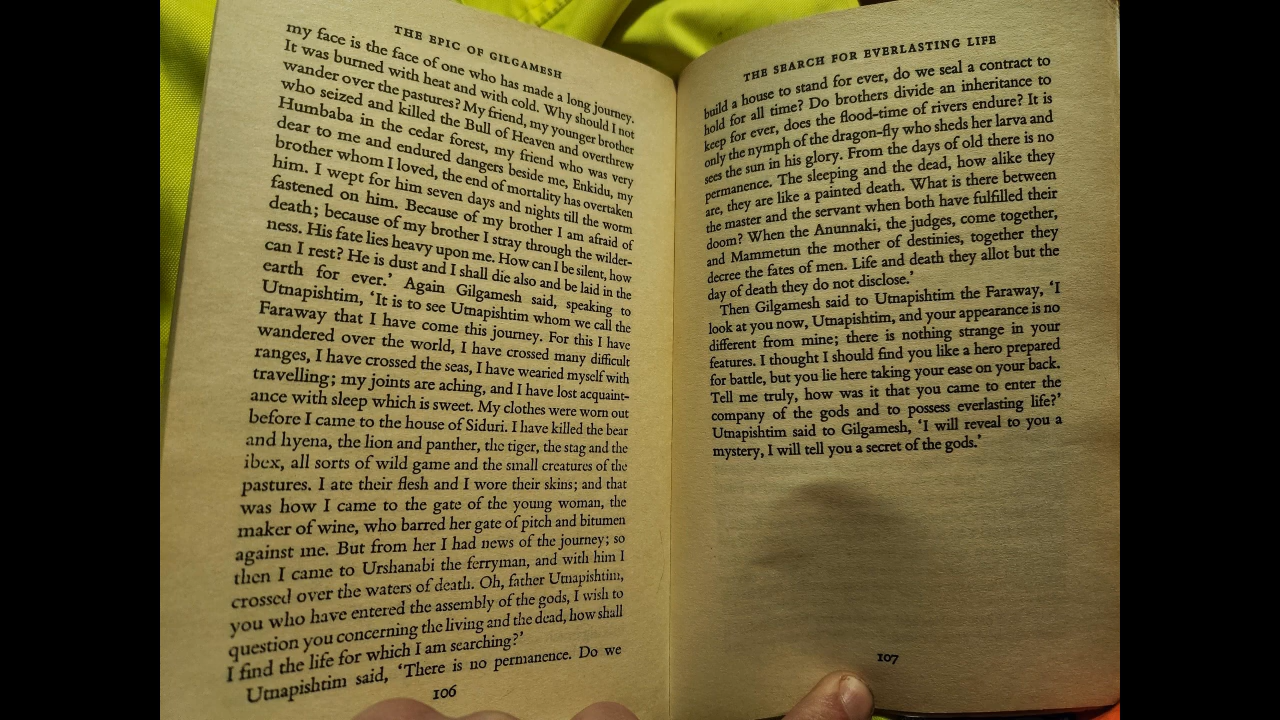 THE EPIC OF GILGAMESH
my face is the face of one who has made a long journey.
It was burned with heat and with cold. Why should I not
wander over the pastures? My friend, my younger brother
who seized and killed the Bull of Heaven and overthrew
Humbaba in the cedar forest, my friend who was very
dear to me and endured dangers beside me, Enkidu, my
brother whom I loved, the end of mortality has overtaken
him. I wept for him seven days and nights till the worm
fastened on him. Because of my brother I am afraid of
death; because of my brother I stray through the wilder-
ness. His fate lies heavy upon me. How can I be silent, how
can I rest? He is dust and I shall die also and be laid in the
earth for ever.’ Again Gilgamesh said, speaking to
Utnapishtim, ‘It is to see Utnapishtim whom we call the
Faraway that I have come this journey. For this I have
wandered over the world, I have crossed many difficult
ranges, I have crossed the seas, I have wearied myself with
travelling; my joints are aching, and I have lost acquaint-
ance with sleep which is sweet. My clothes were worn out
before I came to the house of Siduri. I have killed the bear
and hyena, the lion and panther, the tiger, the stag and the
ibex, all sorts of wild game and the small creatures of the
pastures. I ate their flesh and I wore their skins; and that
was how I came to the gate of the young woman, the
maker of wine, who barred her gate of pitch and bitumen
against me. But from her I had news of the journey; so
then I came to Urshanabi the ferryman, and with him I
crossed over the waters of death. Oh, father Utnapishtim,
you who have entered the assembly of the gods, I wish to
question you concerning the living and the dead, how shall
I find the life for which I am searching?’
Utnapishtim said, ‘There is no permanence. Do we
106
THE SEARCH FOR EVERLASTING LIFE
build a house to stand for ever, do we seal a contract to
hold for all time? Do brothers divide an inheritance to
keep for ever, does the flood-time of rivers endure? It is
only the nymph of the dragon-fly who sheds her larva and
sees the sun in his glory. From the days of old there is no
permanence. The sleeping and the dead, how alike they
are, they are like a painted death. What is there between
the master and the servant when both have fulfilled their
doom? When the Anunnaki, the judges, come together,
and Mammetun the mother of destinies, together they
decree the fates of men. Life and death they allot but the
day of death they do not disclose.’
Then Gilgamesh said to Utnapishtim the Faraway, ‘I
look at you now, Utnapishtim, and your appearance is no
different from mine; there is nothing strange in your
features. I thought I should find you like a hero prepared
for battle, but you lie here taking your ease on your back.
Tell me truly, how was it that you came to enter the
company of the gods and to possess everlasting life?’
Utnapishtim said to Gilgamesh, ‘I will reveal to you a
mystery, I will tell you a secret of the gods.’
107